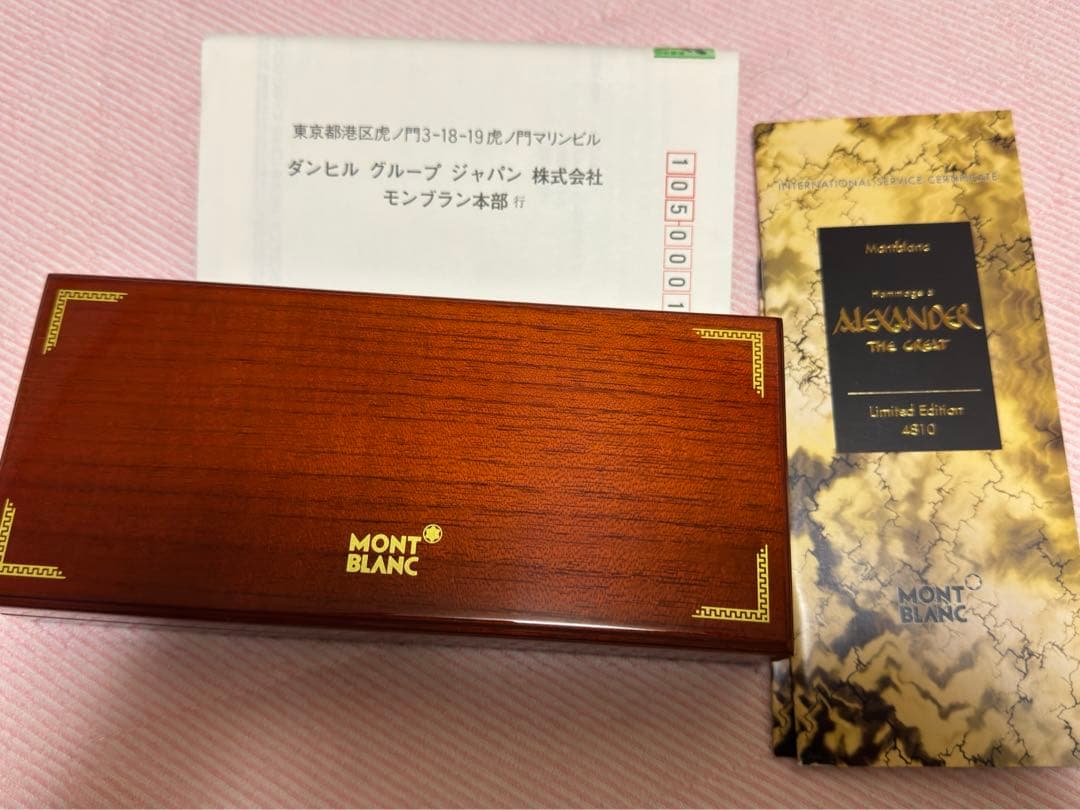 東京都港区虎ノ門3-18-19虎ノ門マリンビル
ダンヒル グループ ジャパン 株式会社
モンブラン本部 行
1050001
INTERNATIONAL SERVICE CERTIFICATE
Montblanc
Hommage à
ALEXANDER
THE GREAT
Limited Edition
4810
MONT
BLANC
MONT
BLANC